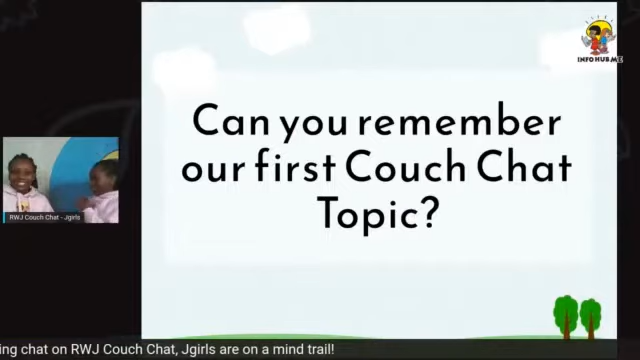 INFO HUB ME
Can you remember
our first Couch Chat
Topic?
RWJ Couch Chat - Jgirls
ing chat on RWJ Couch Chat, Jgirls are on a mind trail!